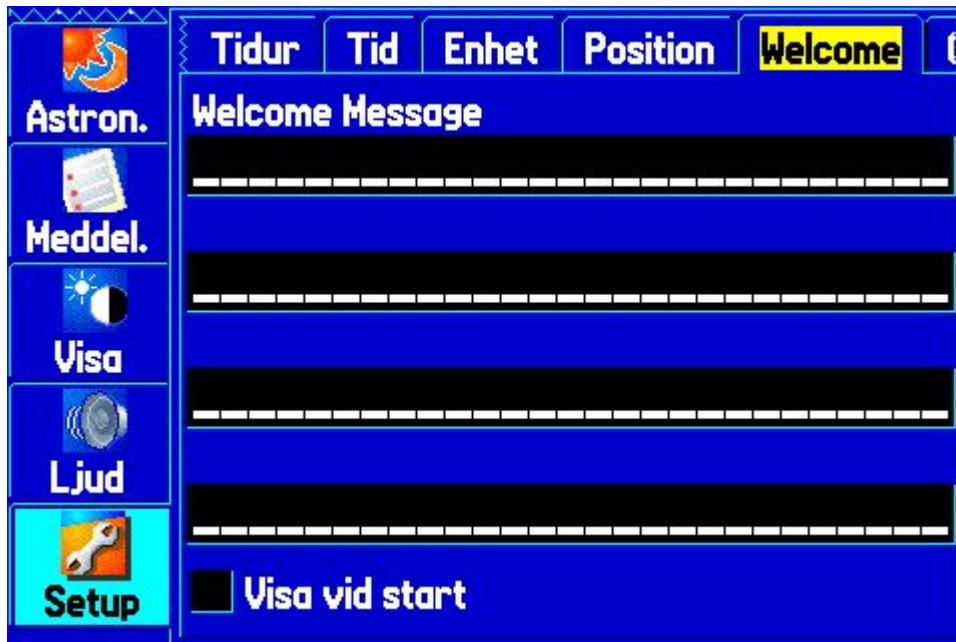 Tidur Tid Enhet Position Welcome
Astron.
Meddel.
Visa
Ljud
Setup
Welcome Message
Visa vid start